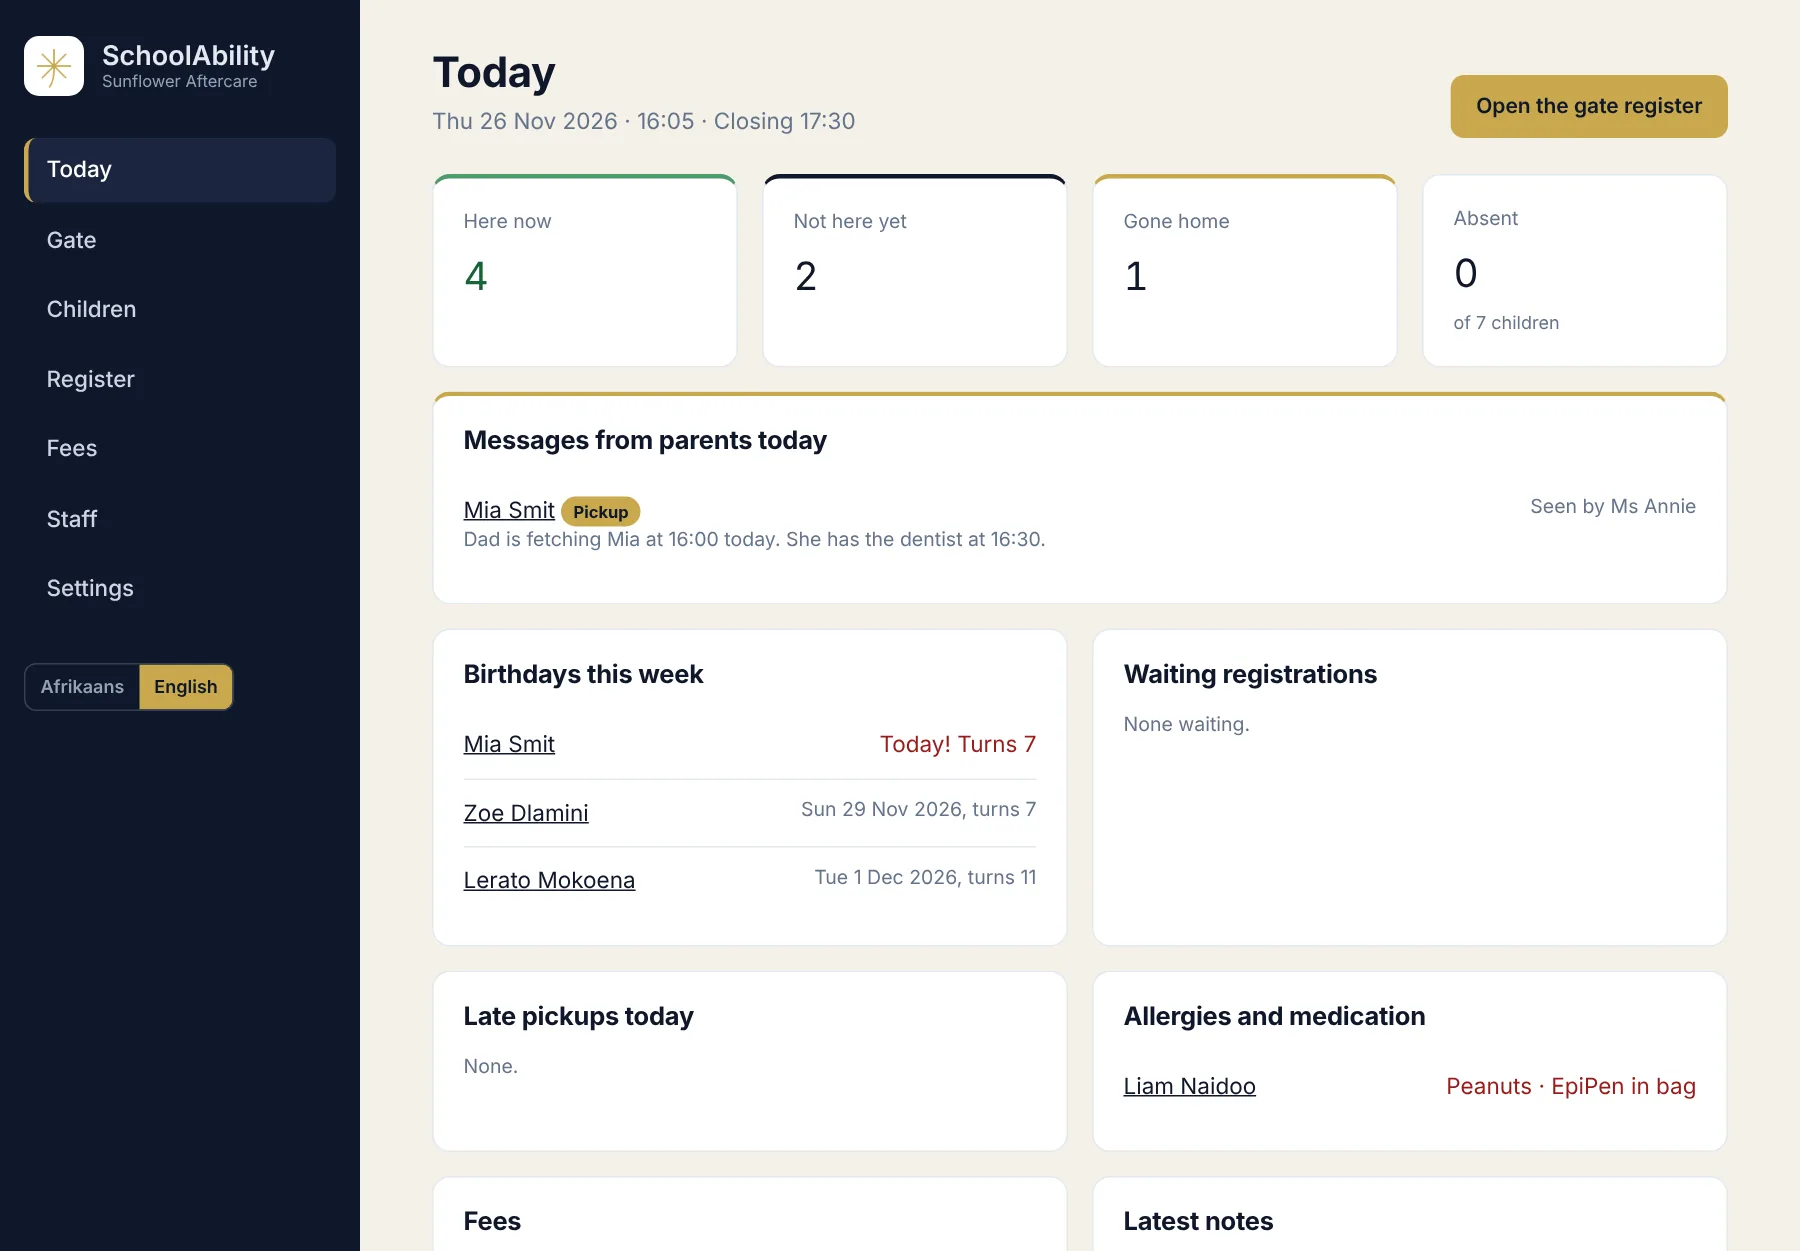 SchoolAbility
Sunflower Aftercare
Today
Gate
Children
Register
Fees
Staff
Settings
Afrikaans English
Today
Thu 26 Nov 2026 · 16:05 · Closing 17:30
Open the gate register
Here now
4
Not here yet
2
Gone home
1
Absent
0
of 7 children
Messages from parents today
Mia Smit Pickup
Seen by Ms Annie
Dad is fetching Mia at 16:00 today. She has the dentist at 16:30.
Birthdays this week
Mia Smit Today! Turns 7
Zoe Dlamini Sun 29 Nov 2026, turns 7
Lerato Mokoena Tue 1 Dec 2026, turns 11
Waiting registrations
None waiting.
Late pickups today
None.
Allergies and medication
Liam Naidoo Peanuts · EpiPen in bag
Fees
Latest notes